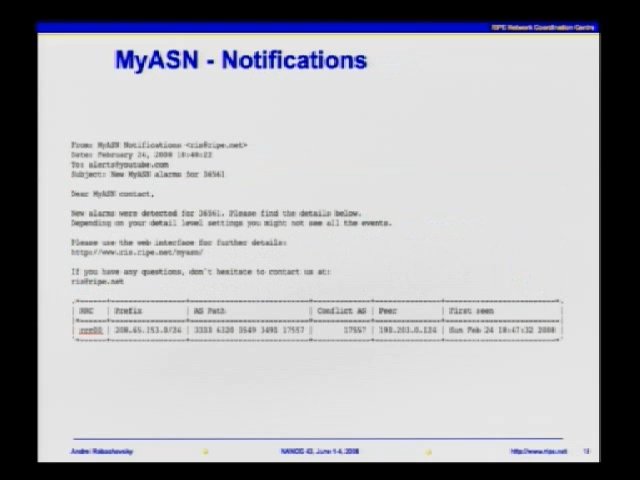 RIPE Network Coordination Centre
MyASN - Notifications
From: MyASN Notifications <ris@ripe.net>
Date: February 24, 2008 18:48:22
To: alerts@youtube.com
Subject: New MyASN alarms for 36561
Dear MyASN contact,
New alarms were detected for 36561. Please find the details below.
Depending on your detail level settings you might not see all the events.
Please use the web interface for further details:
http://www.ris.ripe.net/myasn/
If you have any questions, don't hesitate to contact us at:
ris@ripe.net
RRC | Prefix | AS Path | Conflict AS | Peer | First seen
208.65.153.0/24 | 3333 6320 3549 3491 17557 | 17557 | 193.203.0.134 | Sun Feb 24 18:47:32 2008
NANOG 43, June 1-4, 2008
http://www.ripe.net